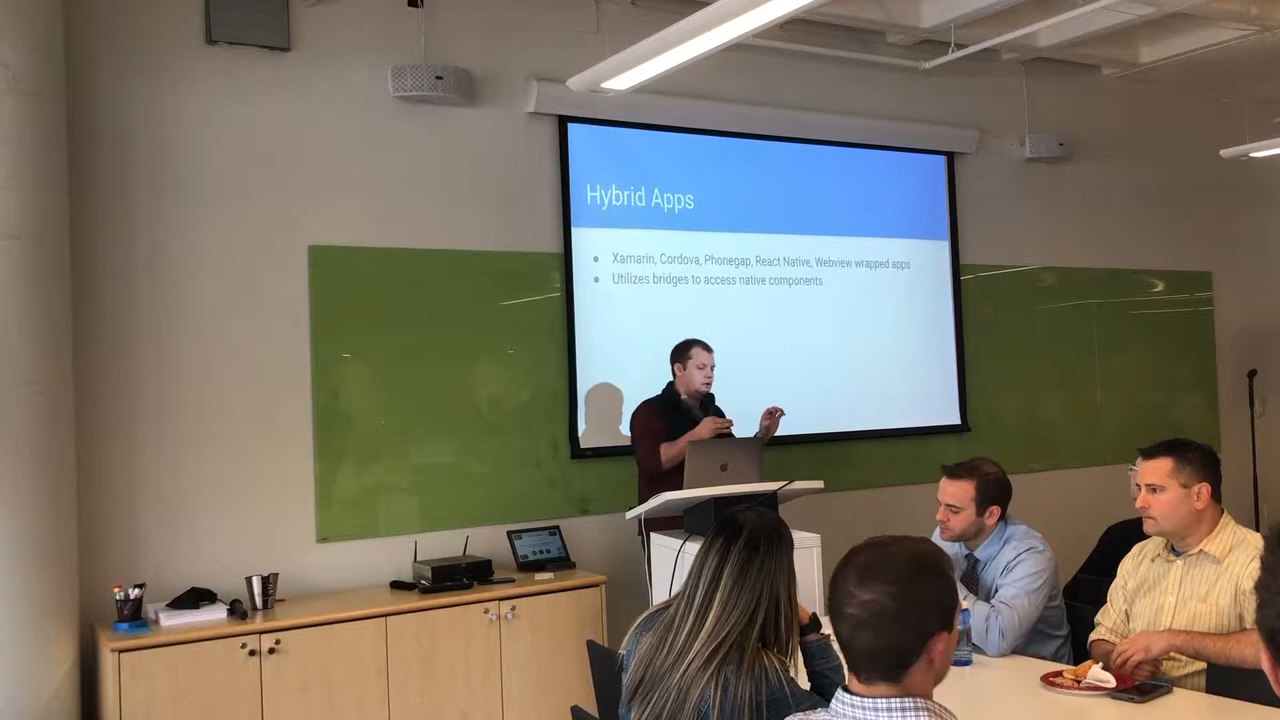 Hybrid Apps
Xamarin, Cordova, Phonegap, React Native, Webview wrapped apps
Utilizes bridges to access native components